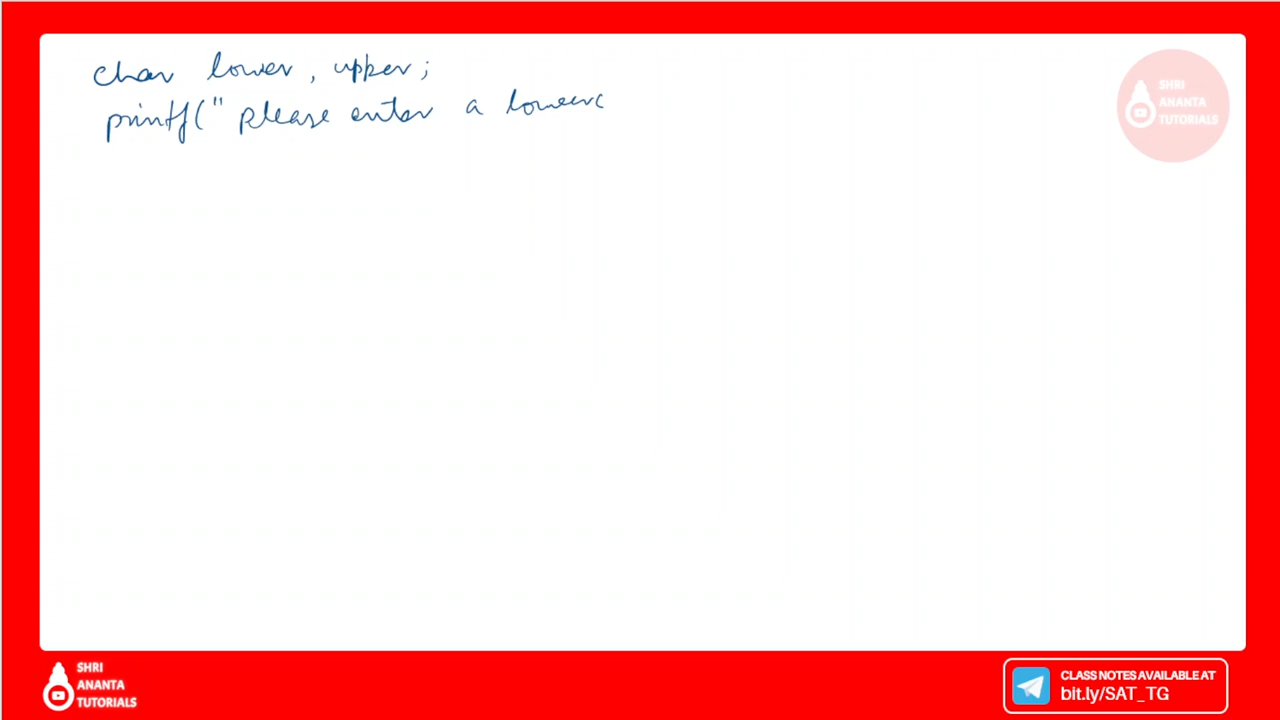 char lower, upper;
printf(" please enter a lowerc
SHRI
ANANTA
TUTORIALS
SHRI
ANANTA
TUTORIALS
CLASS NOTES AVAILABLE AT
bit.ly/SAT_TG